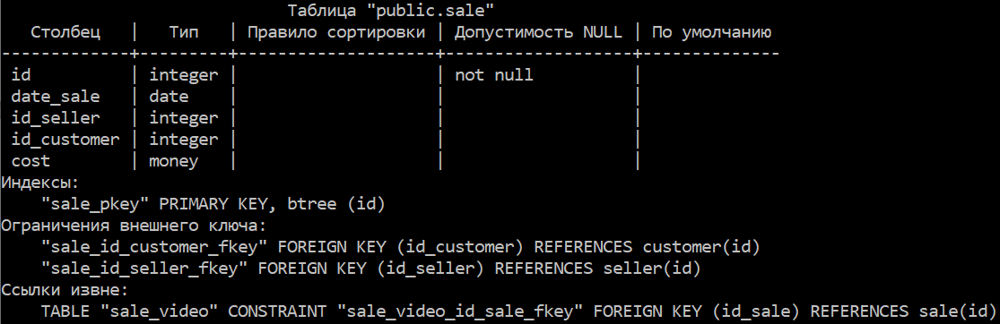 Таблица "public.sale"
Столбец | Тип | Правило сортировки | Допустимость NULL | По умолчанию
-------------+---------+--------------------+-------------------+--------------
id | integer | | not null |
date_sale | date | | |
id_seller | integer | | |
id_customer | integer | | |
cost | money | | |
Индексы:
"sale_pkey" PRIMARY KEY, btree (id)
Ограничения внешнего ключа:
"sale_id_customer_fkey" FOREIGN KEY (id_customer) REFERENCES customer(id)
"sale_id_seller_fkey" FOREIGN KEY (id_seller) REFERENCES seller(id)
Ссылки извне:
TABLE "sale_video" CONSTRAINT "sale_video_id_sale_fkey" FOREIGN KEY (id_sale) REFERENCES sale(id)